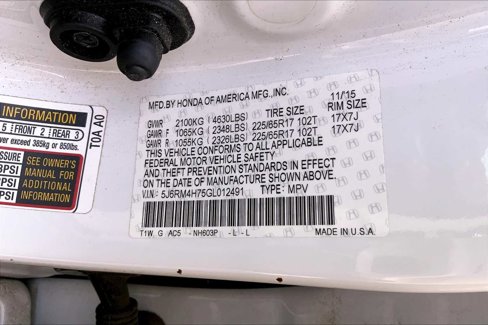 MFD.BY HONDA OF AMERICA MFG.,INC. 11/15
GVWR 2100KG (4630LBS) TIRE SIZE RIM SIZE
GAWR F 1065KG (2348LBS) 225/65R17 102T 17X7J
GAWR R 1055KG (2326LBS) 225/65R17 102T 17X7J
THIS VEHICLE CONFORMS TO ALL APPLICABLE
FEDERAL MOTOR VEHICLE SAFETY
AND THEFT PREVENTION STANDARDS IN EFFECT
ON THE DATE OF MANUFACTURE SHOWN ABOVE.
V.I.N.: 5J6RM4H75GL012491 TYPE: MPV
T1W G AC5 - NH603P - L - L MADE IN U.S.A.
INFORMATION
5 FRONT 2 REAR 3
exceed 385kg or 850lbs.
T0A A0
SEE OWNER'S
MANUAL FOR
ADDITIONAL
INFORMATION
PSI
PSI